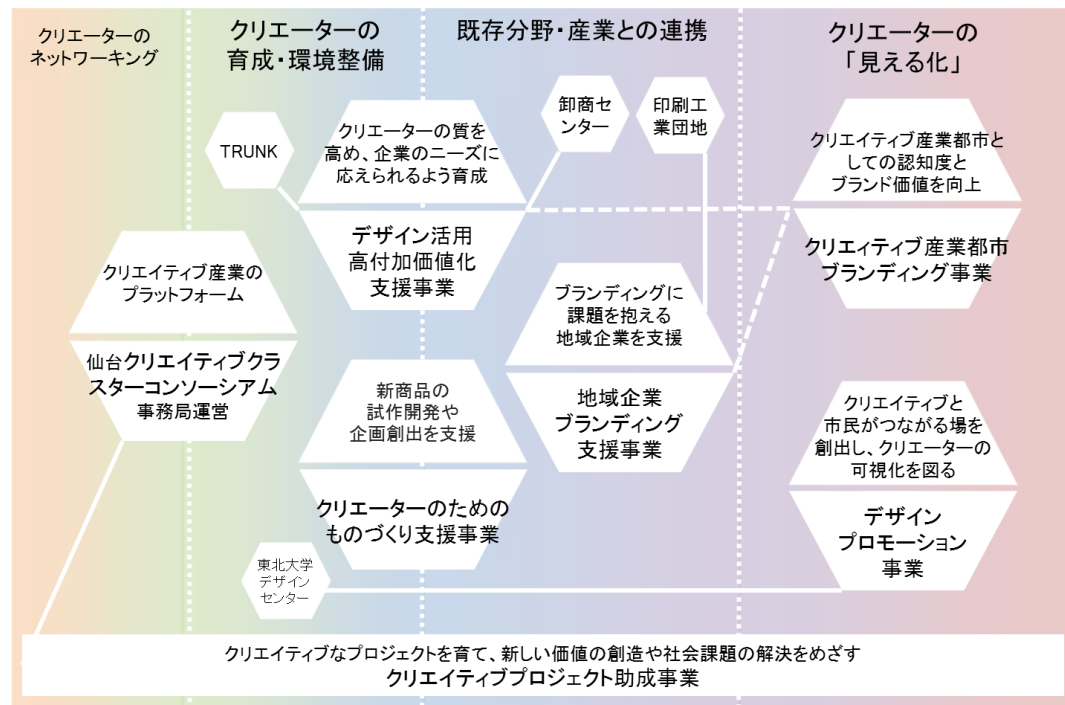 クリエーターの
ネットワーキング
クリエーターの
育成・環境整備
既存分野・産業との連携
クリエーターの
「見える化」
TRUNK
クリエーターの質を
高め、企業のニーズに
応えられるよう育成
デザイン活用
高付加価値化
支援事業
卸商セ
ンター
印刷工
業団地
クリエイティブ産業都市と
しての認知度と
ブランド価値を向上
クリエィティブ産業都市
ブランディング事業
クリエイティブ産業の
プラットフォーム
仙台クリエイティブクラ
スターコンソーシアム
事務局運営
ブランディングに
課題を抱える
地域企業を支援
地域企業
ブランディング
支援事業
新商品の
試作開発や
企画創出を支援
クリエーターのための
ものづくり支援事業
クリエイティブと
市民がつながる場を
創出し、クリエーターの
可視化を図る
デザイン
プロモーション
事業
東北大学
デザイン
センター
クリエイティブなプロジェクトを育て、新しい価値の創造や社会課題の解決をめざす
クリエイティブプロジェクト助成事業